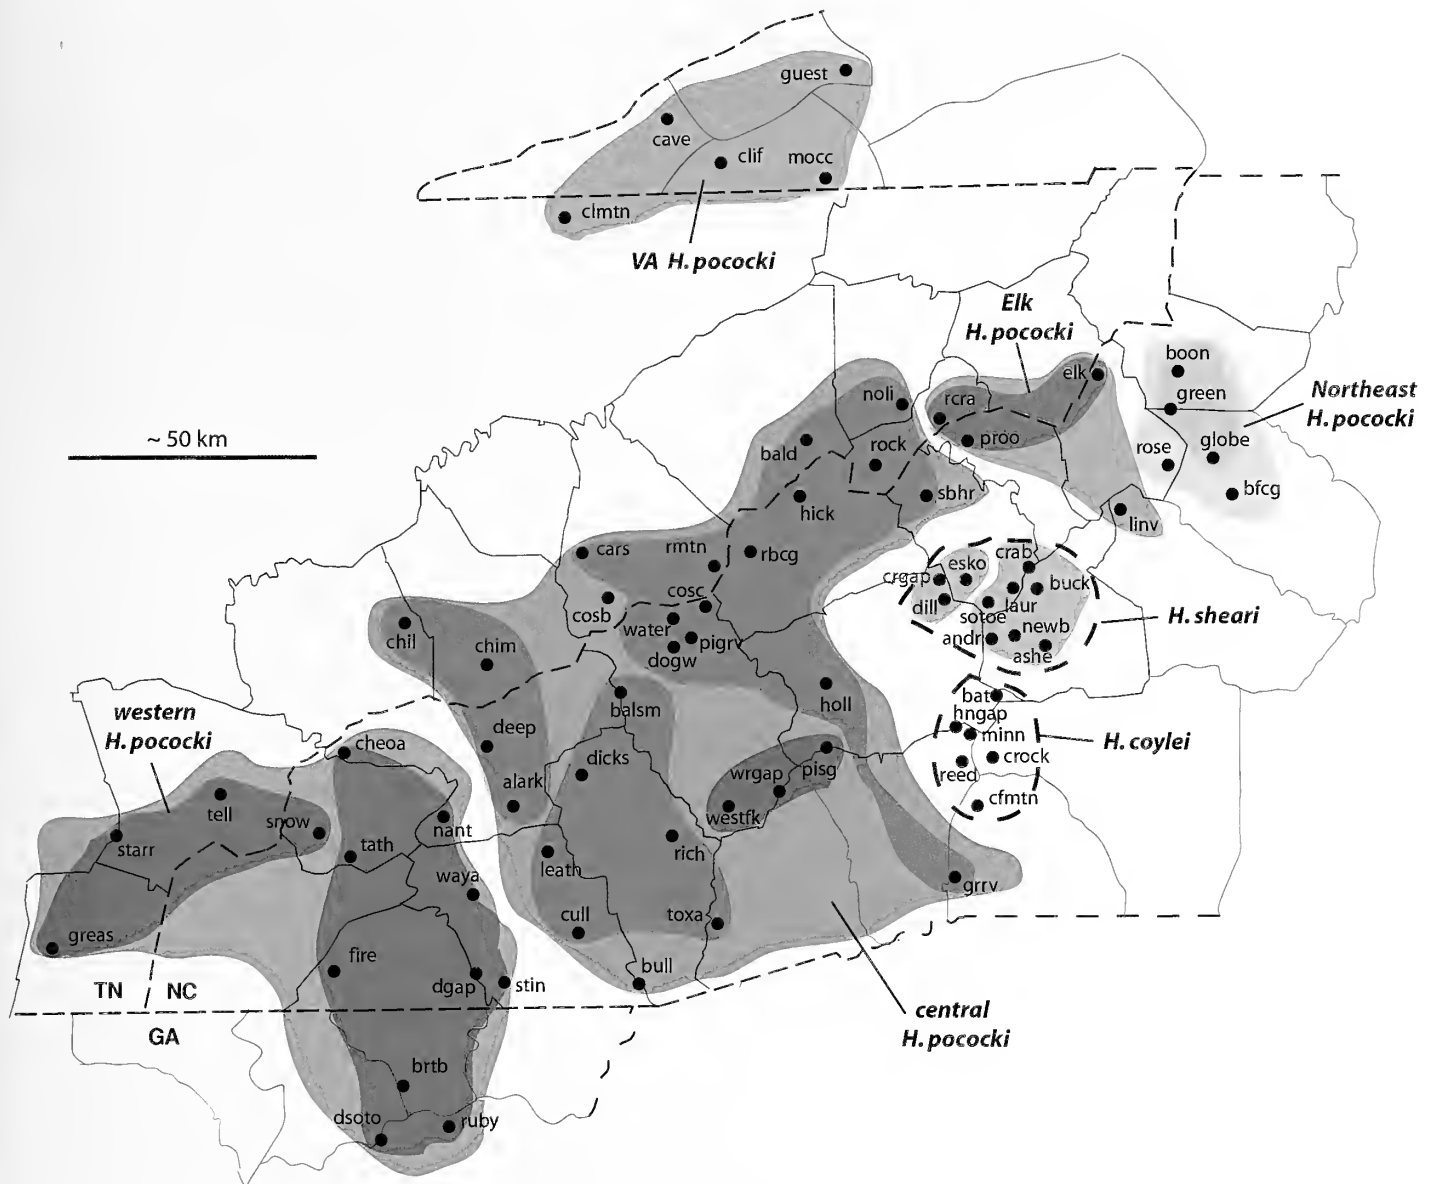 guest
cave
clif
mocc
clmtn
VA H. pococki
Elk
H. pococki
boon
elk
green
Northeast
H. pococki
noli
rcra
~ 50 km
proo
bald
rock
rose
globe
sbhr
bfcg
hick
linv
cars
rmtn
rbcg
crab
esko
crgap
buck
cosc
cosb
dill
laur
sotoe
H. sheari
water
newb
chil
pigrv
andr
chim
dogw
ashe
holl
bat
balsm
hngap
western
H. pococki
deep
minn
H. coylei
cheoa
dicks
crock
wrgap
pisg
reed
alark
cfmtn
tell
westfk
snow
nant
starr
tath
rich
leath
waya
grrv
cull
toxa
greas
fire
bull
TN
NC
dgap
stin
central
H. pococki
GA
brtb
dsoto
ruby